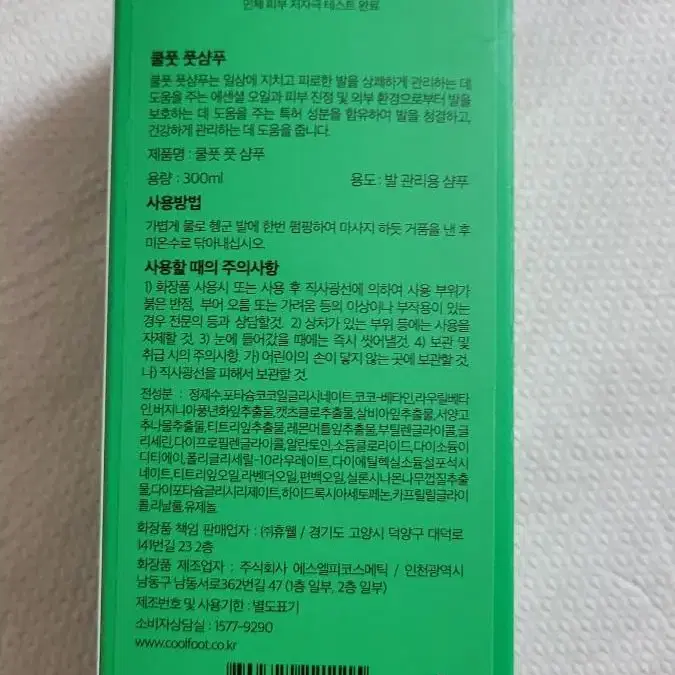 인체 피부 저자극 테스트 완료
쿨풋 풋샴푸
쿨풋 풋샴푸는 일상에 지치고 피로한 발을 상쾌하게 관리하는 데
도움을 주는 에센셜 오일과 피부 진정 및 외부 환경으로부터 발을
보호하는 데 도움을 주는 특허 성분을 함유하여 발을 청결하고,
건강하게 관리하는 데 도움을 줍니다.
제품명 : 쿨풋 풋 샴푸
용량 : 300ml 용도 : 발 관리용 샴푸
사용방법
가볍게 물로 헹군 발에 한번 펌핑하여 마사지 하듯 거품을 낸 후
미온수로 닦아내십시오.
사용할 때의 주의사항
1) 화장품 사용시 또는 사용 후 직사광선에 의하여 사용 부위가
붉은 반점, 부어 오름 또는 가려움 등의 이상이나 부작용이 있는
경우 전문의 등과 상담할것, 2) 상처가 있는 부위 등에는 사용을
자제할 것, 3) 눈에 들어갔을 때에는 즉시 씻어낼것, 4) 보관 및
취급 시의 주의사항, 가) 어린이의 손이 닿지 않는 곳에 보관할 것,
나) 직사광선을 피해서 보관할 것.
전성분 : 정제수,포타슘코코일글리시네이트,코코-베타인,라우릴베타
인,버지니아풍년화잎추출물,캣츠클로추출물,살비아잎추출물,서양고
추나물추출물,티트리잎추출물,레몬머틀잎추출물,부틸렌글라이콜,글
리세린,다이프로필렌글라이콜,알란토인,소듐클로라이드,다이소듐이
디티에이,폴리글리세릴-10라우레이트,다이에틸헥실소듐설포석시
네이트,티트리잎오일,라벤더오일,편백오일,실론시나몬나무껍질추출
물,다이포타슘글리시리제이트,하이드록시아세토페논,카프릴릴글라이
콜,리날룰,유제놀,
화장품 책임 판매업자 : ㈜휴웰 / 경기도 고양시 덕양구 대덕로
141번길 23 2층
화장품 제조업자 : 주식회사 에스엘피코스메틱 / 인천광역시
남동구 남동서로362번길 47 (1층 일부, 2층 일부)
제조번호 및 사용기한 : 별도표기
소비자상담실 : 1577-9290
www.coolfoot.co.kr